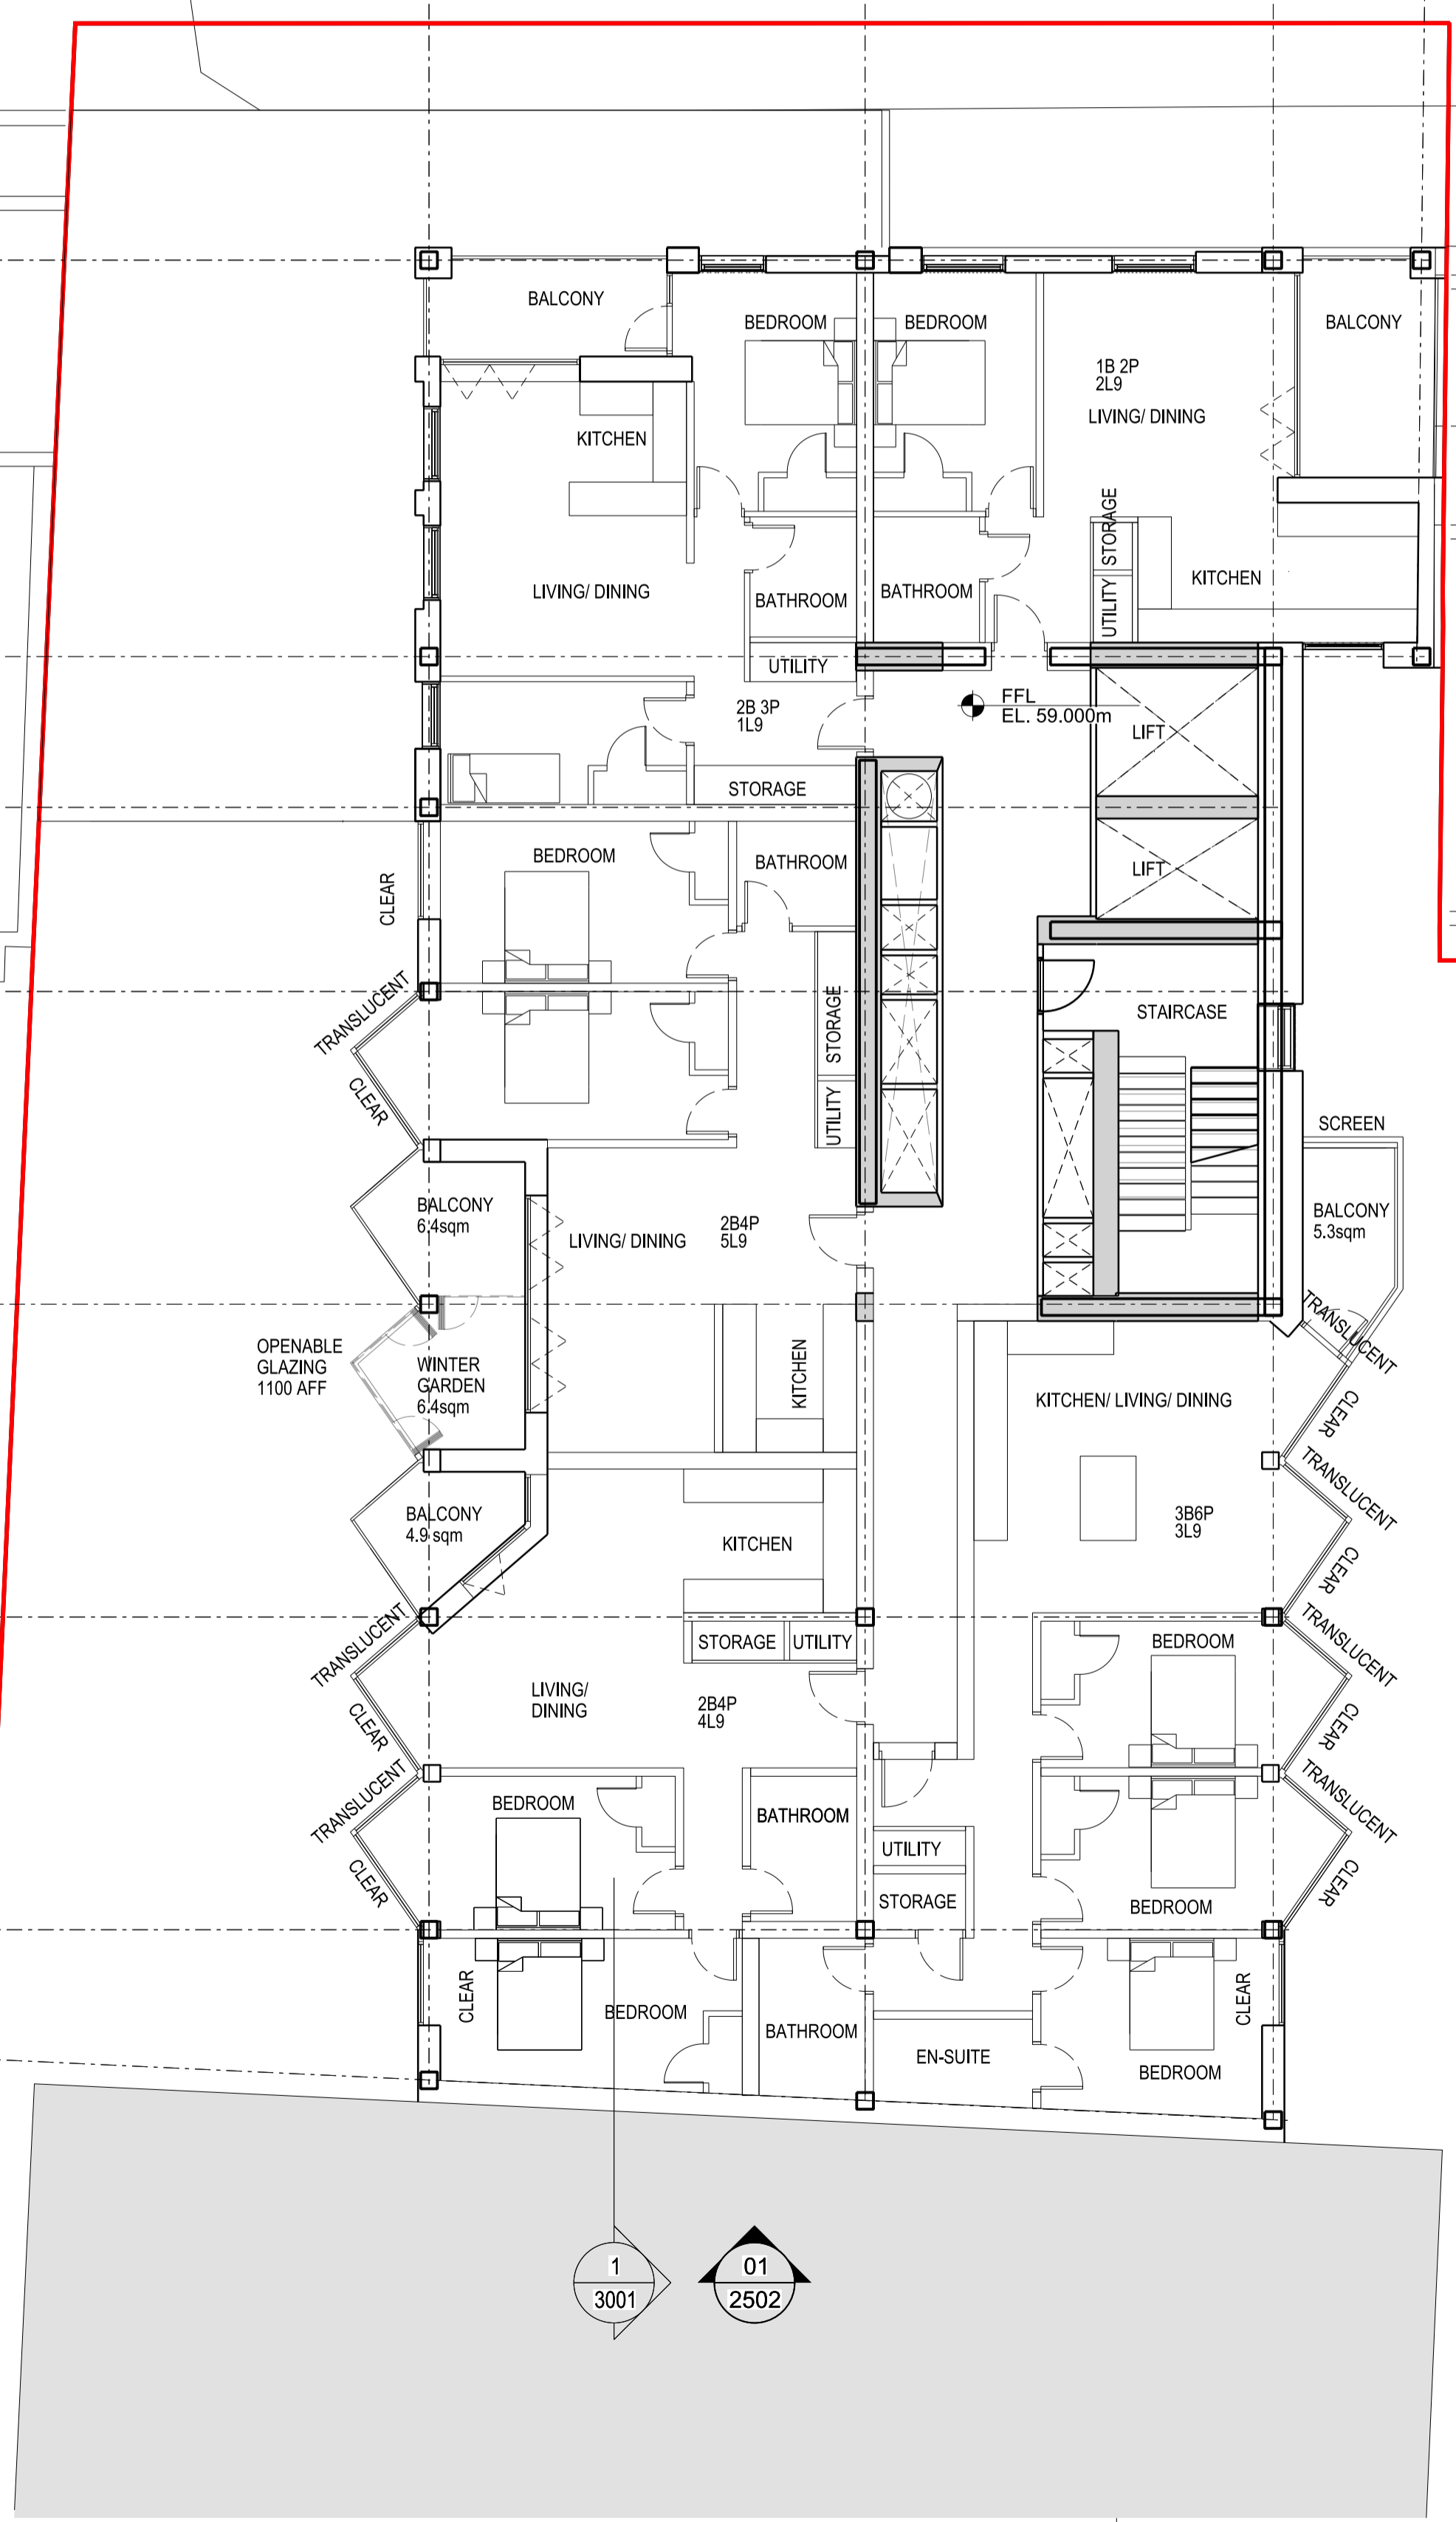 BALCONY
BEDROOM
BEDROOM
BALCONY
1B 2P
2L9
LIVING/ DINING
KITCHEN
STORAGE
UTILITY
KITCHEN
LIVING/ DINING
BATHROOM
BATHROOM
UTILITY
2B 3P
1L9
FFL
EL. 59.000m
LIFT
STORAGE
LIFT
BEDROOM
BATHROOM
CLEAR
TRANSLUCENT
CLEAR
STORAGE
UTILITY
STAIRCASE
SCREEN
BALCONY
6.4sqm
LIVING/ DINING
2B4P
5L9
BALCONY
5.3sqm
OPENABLE
GLAZING
1100 AFF
WINTER
GARDEN
6.4sqm
KITCHEN
KITCHEN/ LIVING/ DINING
TRANSLUCENT
CLEAR
BALCONY
4.9 sqm
KITCHEN
3B6P
3L9
TRANSLUCENT
CLEAR
TRANSLUCENT
CLEAR
STORAGE
UTILITY
LIVING/
DINING
2B4P
4L9
BEDROOM
TRANSLUCENT
CLEAR
TRANSLUCENT
CLEAR
BEDROOM
BATHROOM
UTILITY
STORAGE
BEDROOM
TRANSLUCENT
CLEAR
CLEAR
BEDROOM
BATHROOM
EN-SUITE
BEDROOM
CLEAR
1
3001
01
2502